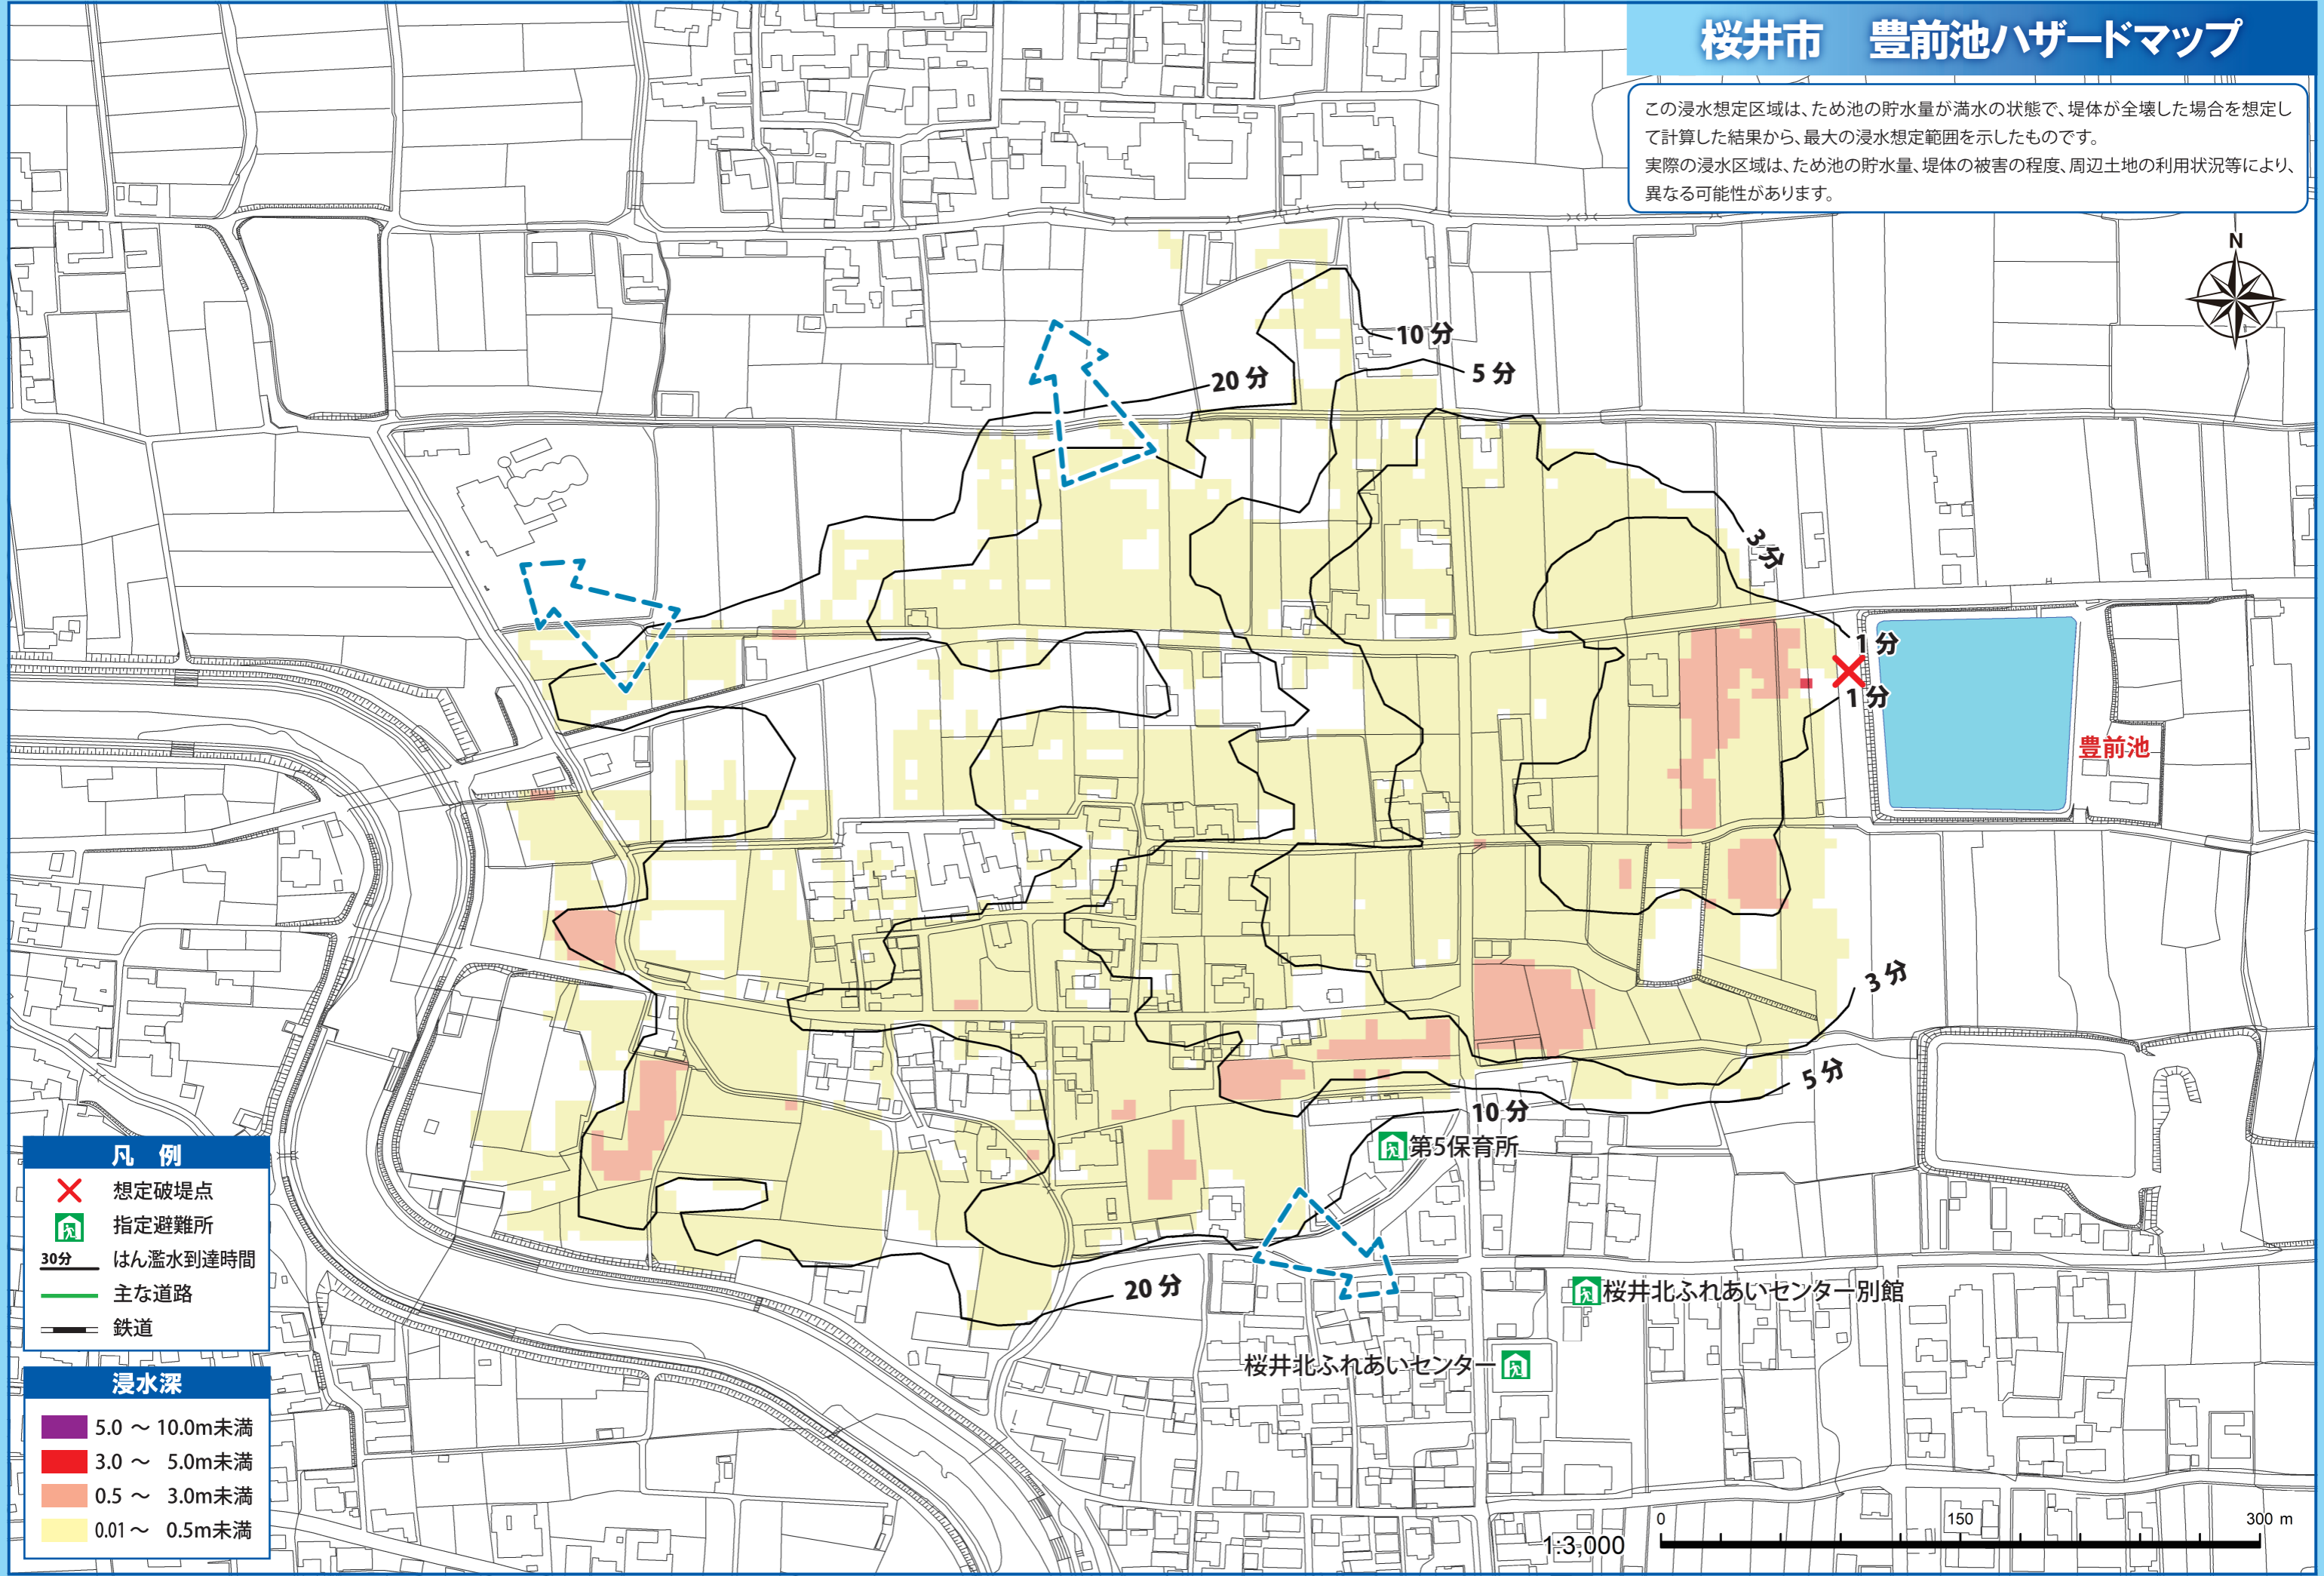 桜井市　豊前池ハザードマップ
この浸水想定区域は、ため池の貯水量が満水の状態で、堤体が全壊した場合を想定し
て計算した結果から、最大の浸水想定範囲を示したものです。
実際の浸水区域は、ため池の貯水量、堤体の被害の程度、周辺土地の利用状況等により、
異なる可能性があります。
N
10分
20分
5分
3分
1分
1分
豊前池
3分
5分
10分
第5保育所
20分
桜井北ふれあいセンター別館
桜井北ふれあいセンター
凡　例
想定破堤点
指定避難所
30分 はん濫水到達時間
主な道路
鉄道
浸水深
5.0 ～ 10.0m未満
3.0 ～ 5.0m未満
0.5 ～ 3.0m未満
0.01～ 0.5m未満
0 150 300 m
1:3,000